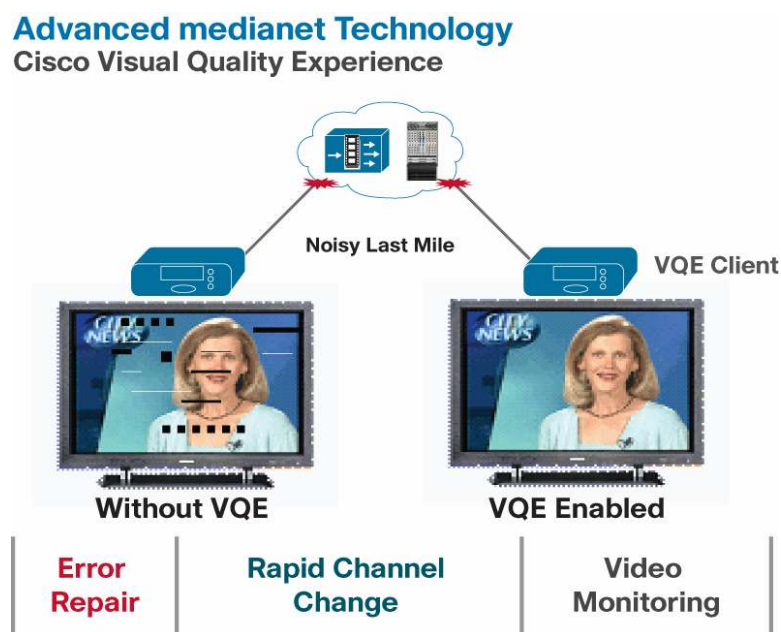 Advanced medianet Technology
Cisco Visual Quality Experience
Noisy Last Mile
VQE Client
CITY
NEWS
CITY
NEWS
Without VQE
VQE Enabled
Error
Repair
Rapid Channel
Change
Video
Monitoring